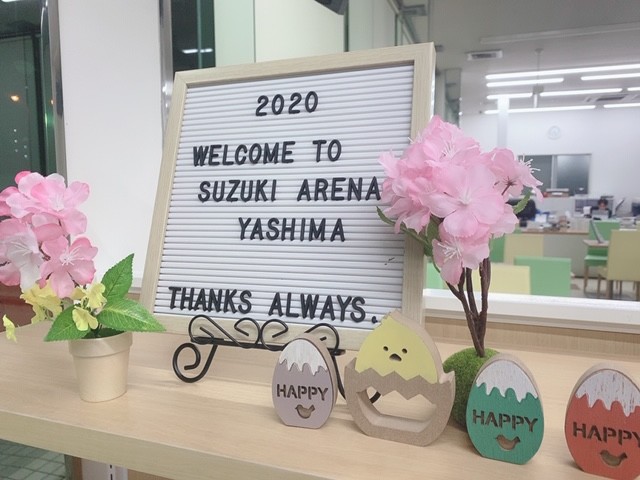 2020
WELCOME TO
SUZUKI ARENA
YASHIMA
THANKS ALWAYS.
HAPPY
HAPPY
HAPPY